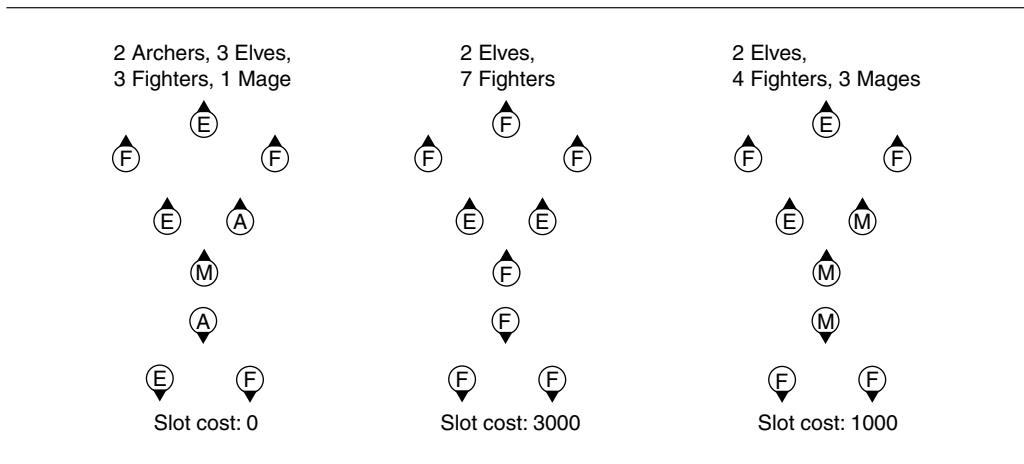 2 Archers, 3 Elves,
3 Fighters, 1 Mage
E
F F
E A
M
A
E F
Slot cost: 0
2 Elves,
7 Fighters
F
F F
E E
F
F
F F
Slot cost: 3000
2 Elves,
4 Fighters, 3 Mages
E
F F
E M
M
M
F F
Slot cost: 1000